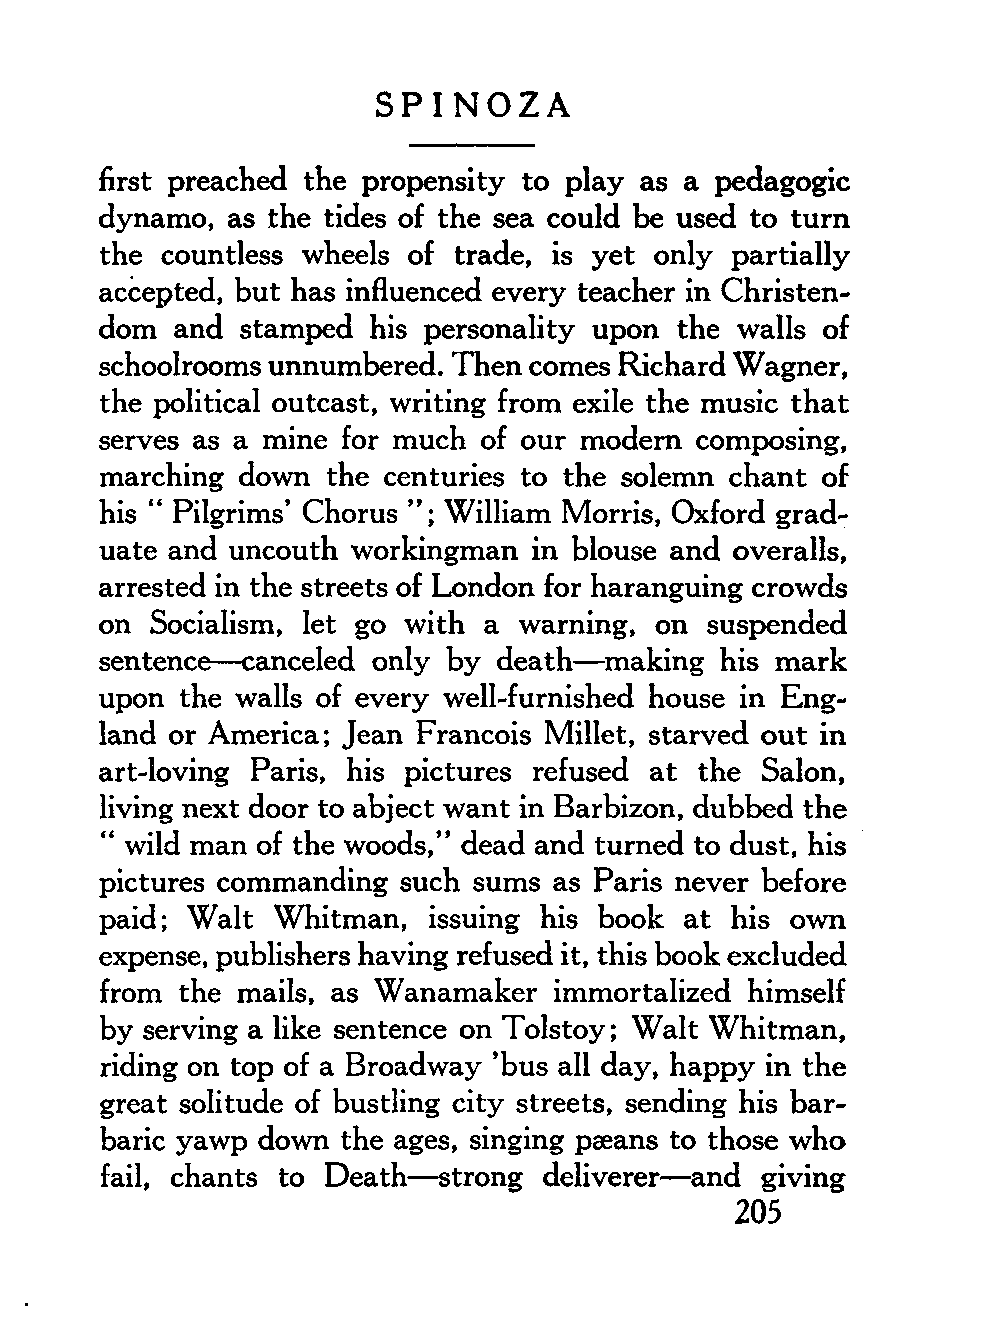 SPINOZA
first preached the propensity to play as a pedagogic
dynamo, as the tides of the sea could be used to turn
the countless wheels of trade, is yet only partially
accepted, but has influenced every teacher in Christen-
dom and stamped his personality upon the walls of
schoolrooms unnumbered. Then comes Richard Wagner,
the political outcast, writing from exile the music that
serves as a mine for much of our modern composing,
marching down the centuries to the solemn chant of
his “ Pilgrims’ Chorus ”; William Morris, Oxford grad-
uate and uncouth workingman in blouse and overalls,
arrested in the streets of London for haranguing crowds
on Socialism, let go with a warning, on suspended
sentence—canceled only by death—making his mark
upon the walls of every well-furnished house in Eng-
land or America; Jean Francois Millet, starved out in
art-loving Paris, his pictures refused at the Salon,
living next door to abject want in Barbizon, dubbed the
“ wild man of the woods,” dead and turned to dust, his
pictures commanding such sums as Paris never before
paid; Walt Whitman, issuing his book at his own
expense, publishers having refused it, this book excluded
from the mails, as Wanamaker immortalized himself
by serving a like sentence on Tolstoy; Walt Whitman,
riding on top of a Broadway ’bus all day, happy in the
great solitude of bustling city streets, sending his bar-
baric yawp down the ages, singing pæans to those who
fail, chants to Death—strong deliverer—and giving
205